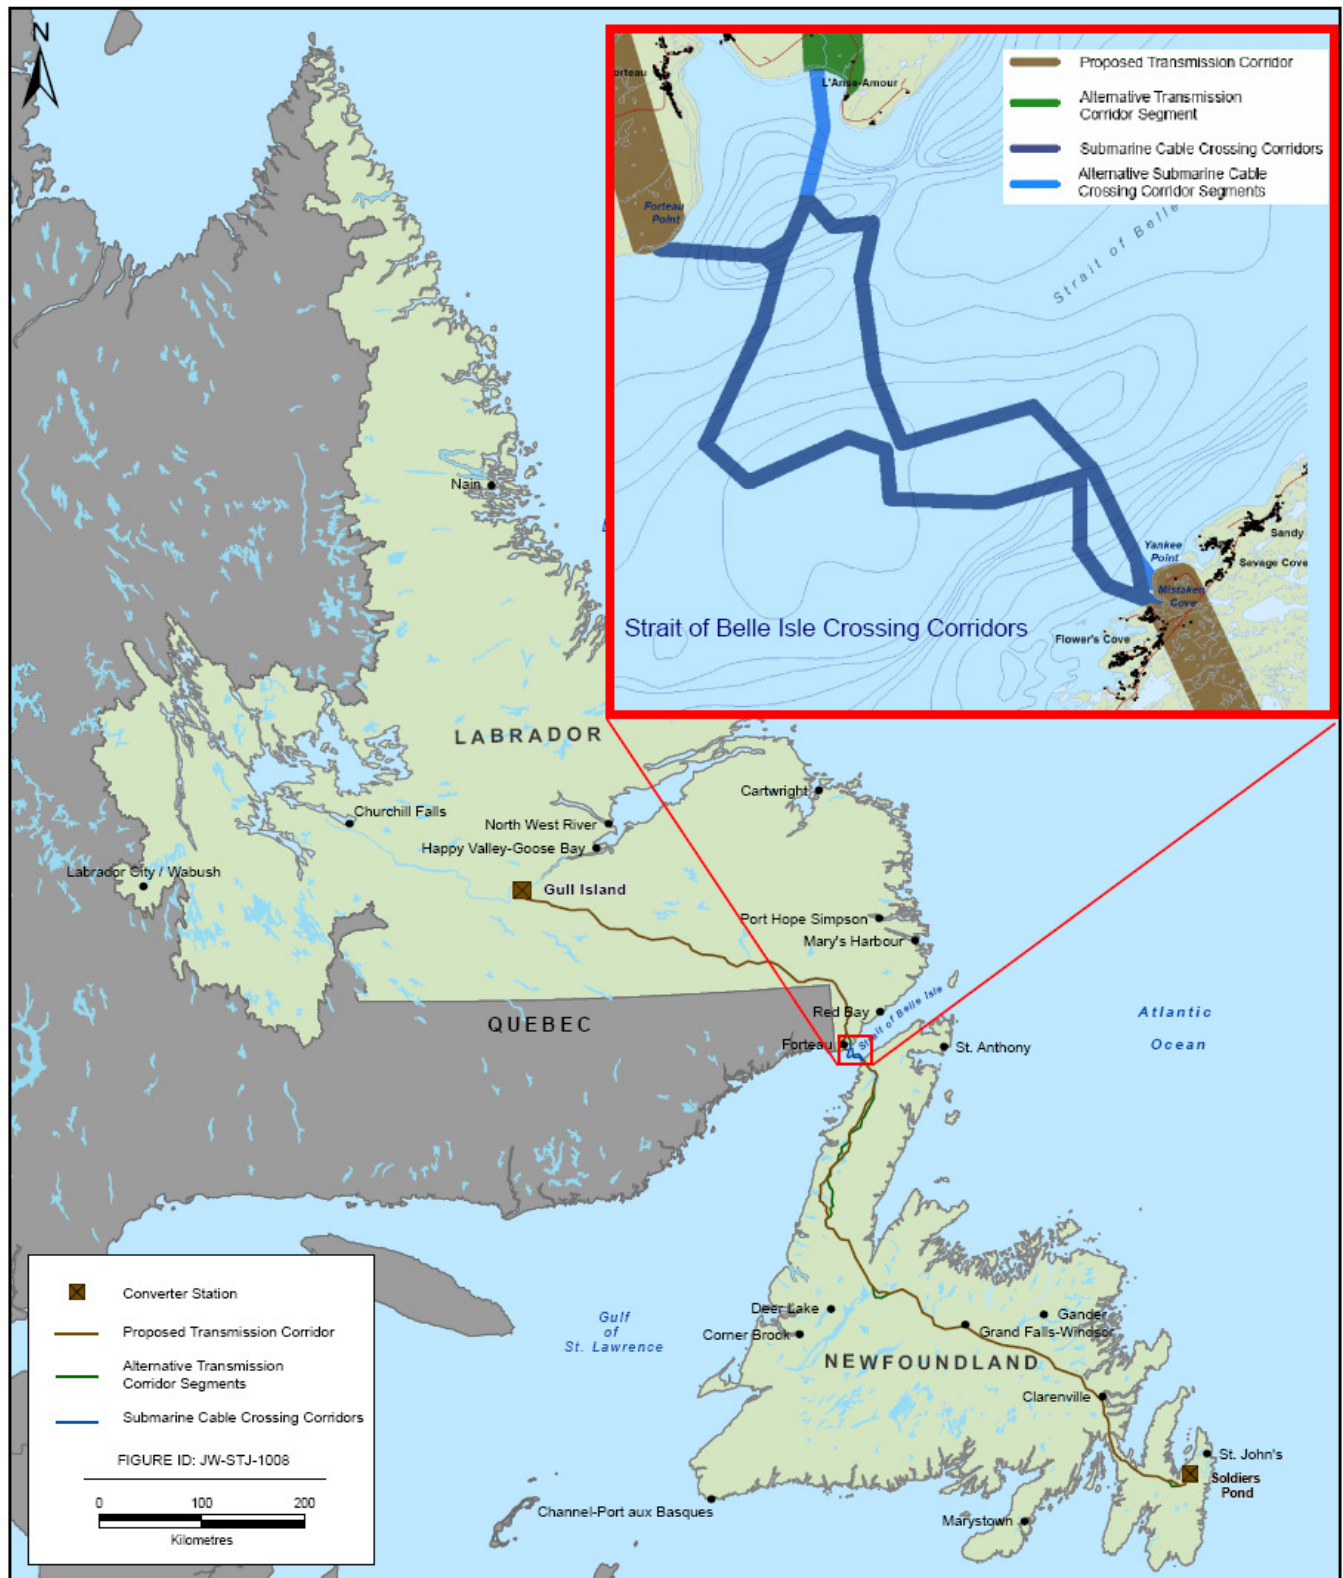 N
Forteau
Point
L'Anse-Amour
Proposed Transmission Corridor
Alternative Transmission
Corridor Segment
Submarine Cable Crossing Corridors
Alternative Submarine Cable
Crossing Corridor Segments
Strait of Belle
Yankee
Point
Sandy
Savage Cove
Mistaken
Cove
Flower's Cove
Strait of Belle Isle Crossing Corridors
Nain
LABRADOR
Cartwright
Churchill Falls
North West River
Happy Valley-Goose Bay
Labrador City / Wabush
Gull Island
Port Hope Simpson
Mary's Harbour
QUEBEC
Red Bay
Strait of Belle Isle
Forteau
St. Anthony
Atlantic
Ocean
Gulf
of
St. Lawrence
Deer Lake
Corner Brook
Gander
Grand Falls-Windsor
NEWFOUNDLAND
Clarenville
St. John's
Soldiers
Pond
Channel-Port aux Basques
Marystown
Converter Station
Proposed Transmission Corridor
Alternative Transmission
Corridor Segments
Submarine Cable Crossing Corridors
FIGURE ID: JW-STJ-1008
0 100 200
Kilometres